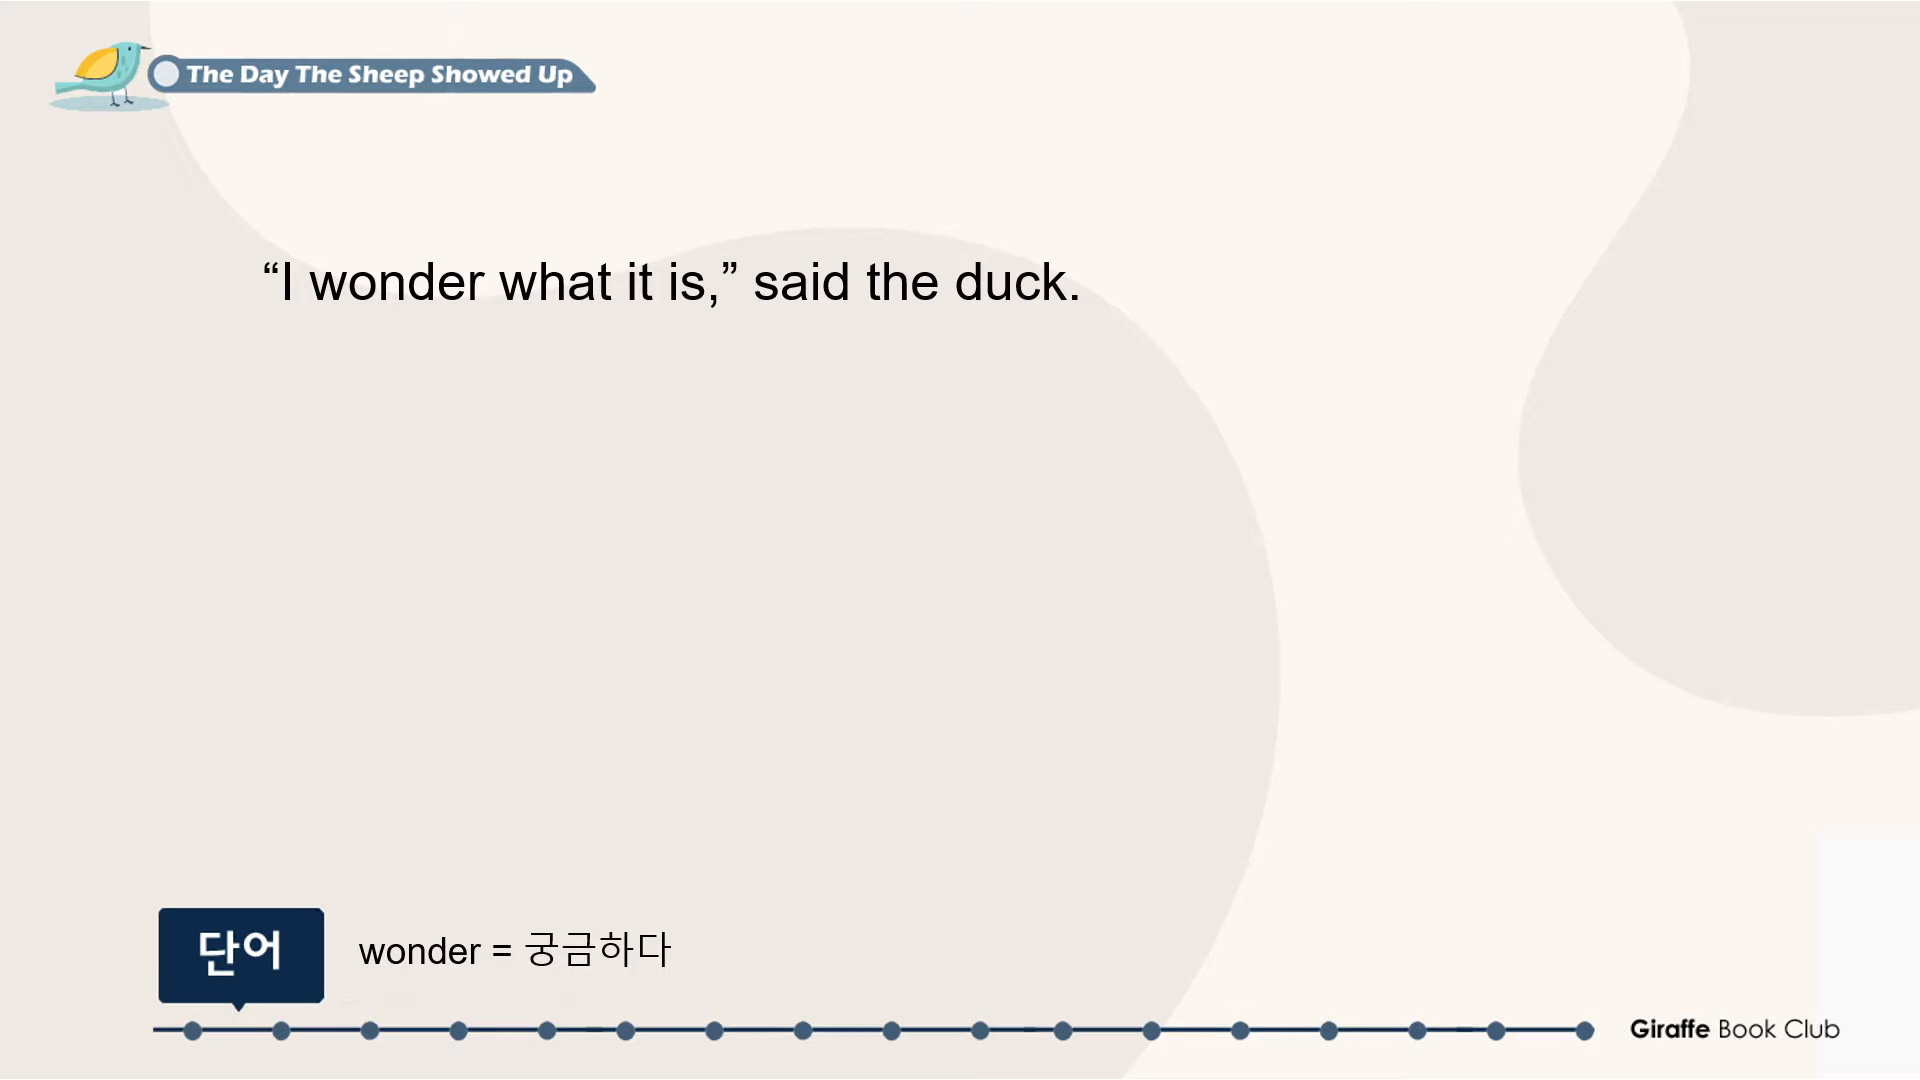 The Day The Sheep Showed Up
“I wonder what it is,” said the duck.
단어
wonder = 궁금하다
Giraffe Book Club